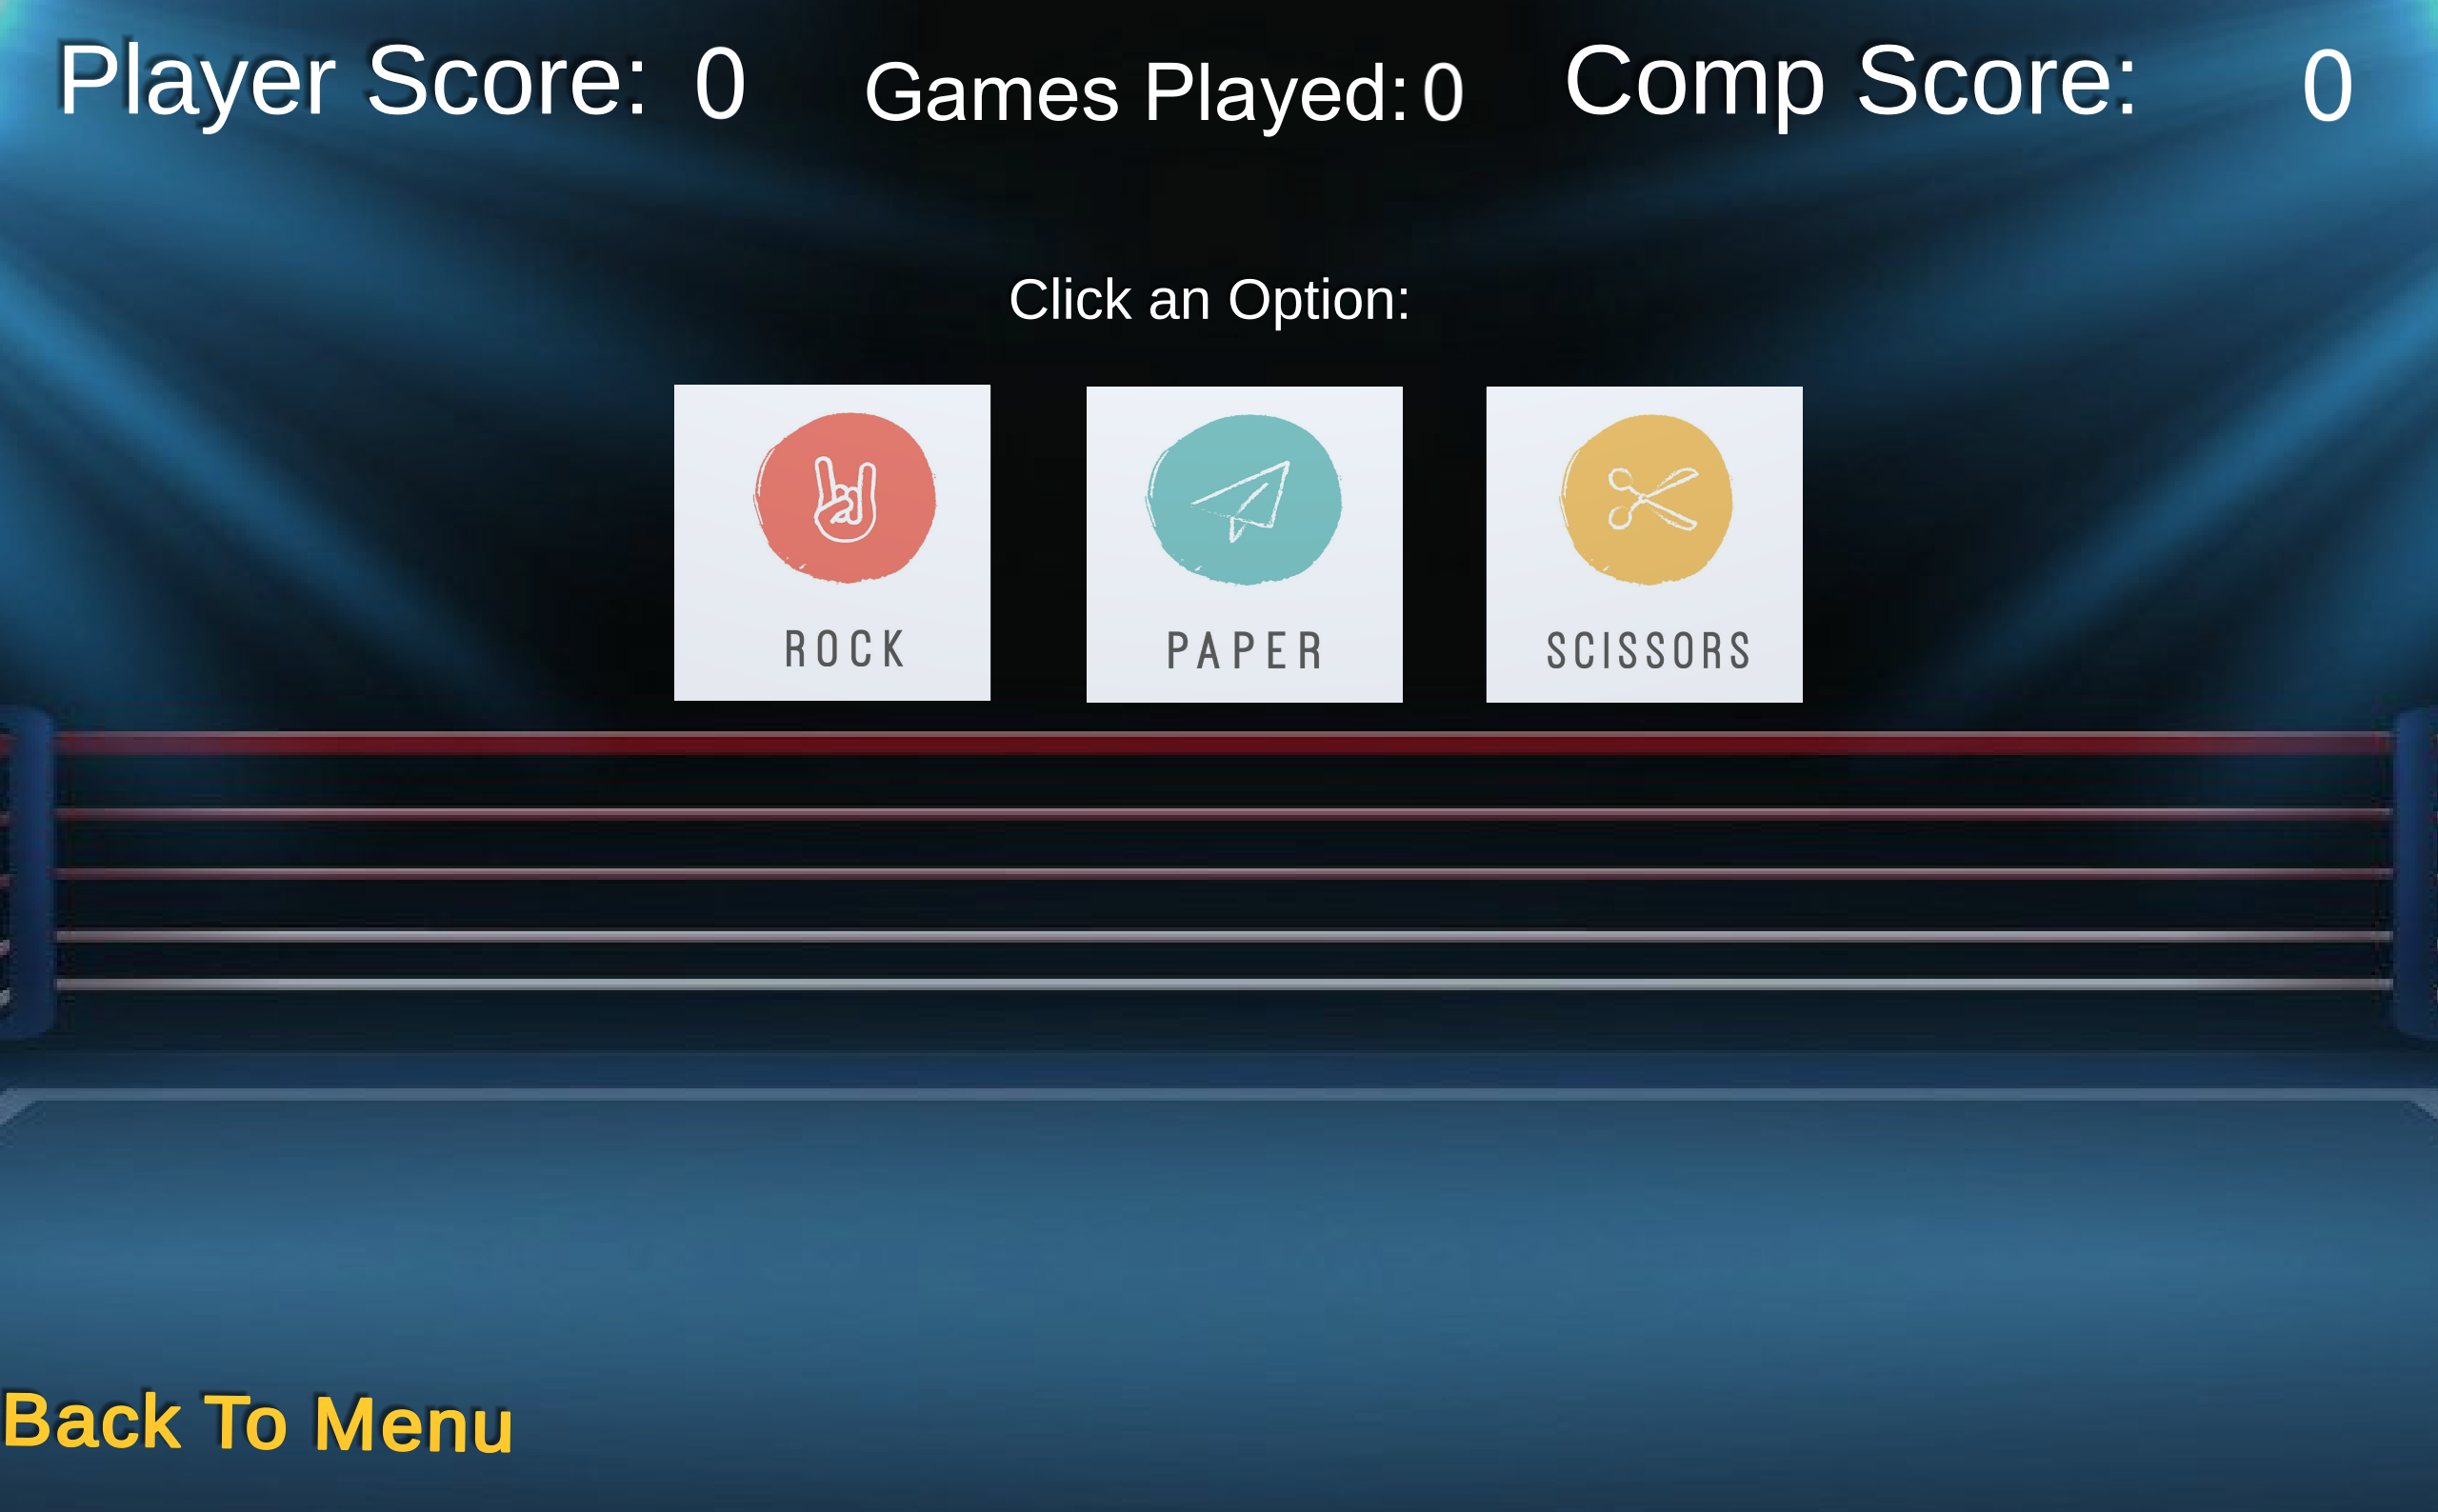 Player Score: 0 Games Played: 0 Comp Score: 0
Click an Option:
ROCK PAPER SCISSORS
Back To Menu